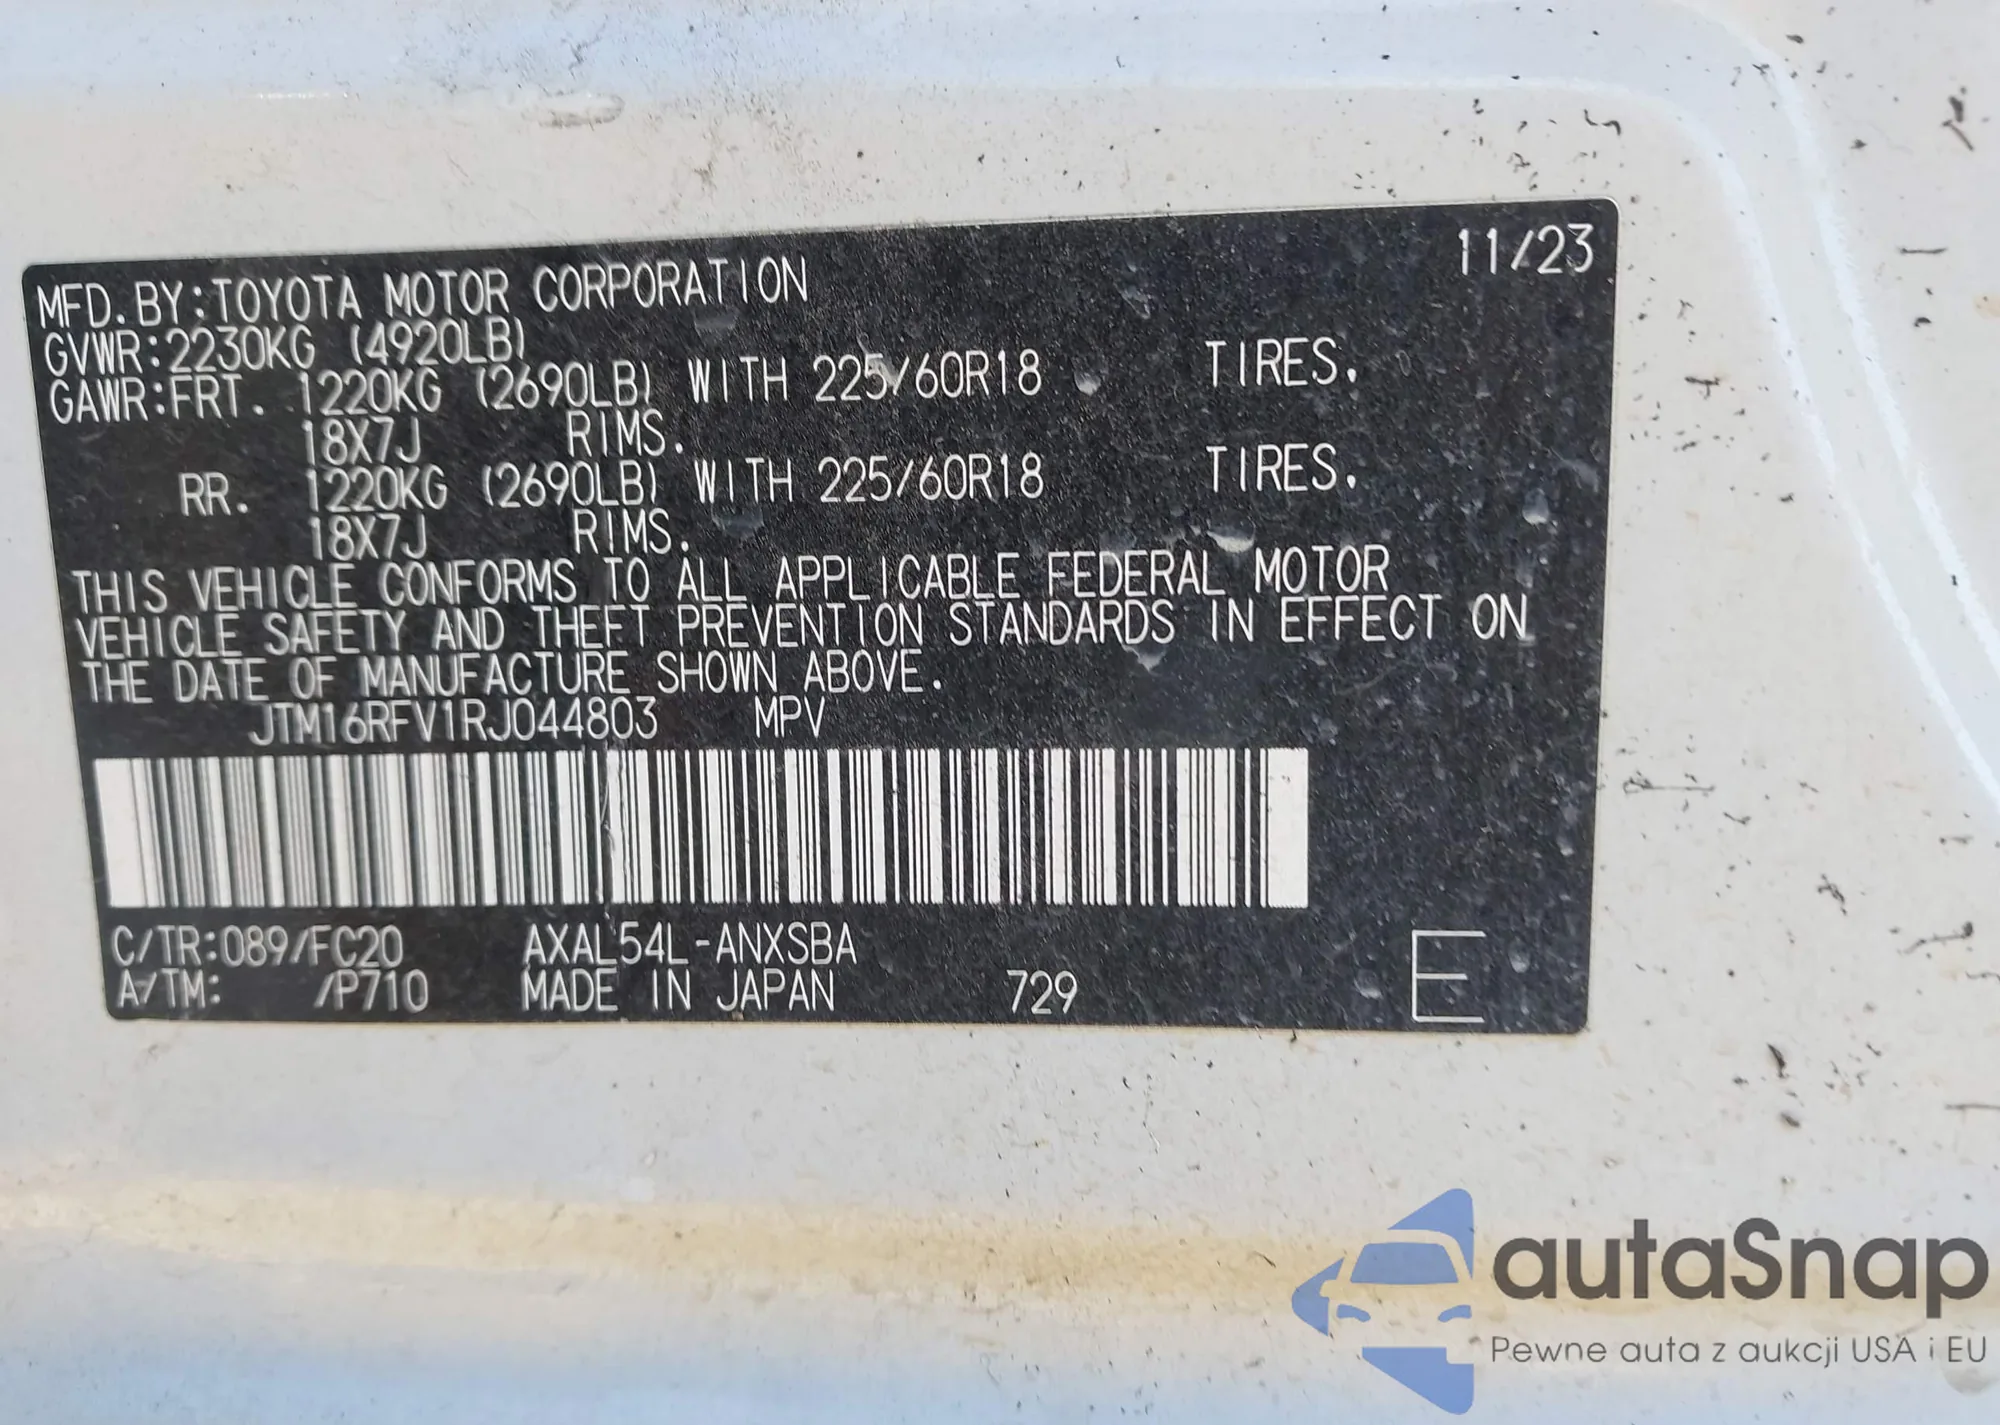 11/23
MFD. BY:TOYOTA MOTOR CORPORATION
GVWR:2230KG (4920LB)
GAWR:FRT. 1220KG (2690LB) WITH 225/60R18 TIRES.
18X7J RIMS.
RR. 1220KG (2690LB) WITH 225/60R18 TIRES.
18X7J RIMS.
THIS VEHICLE CONFORMS TO ALL APPLICABLE FEDERAL MOTOR
VEHICLE SAFETY AND THEFT PREVENTION STANDARDS IN EFFECT ON
THE DATE OF MANUFACTURE SHOWN ABOVE.
JTM16RFV1RJ044803 MPV
C/TR:089/FC20 AXAL54L-ANXSBA
A/TM: /P710 MADE IN JAPAN 729 E
autaSnap
Pewne auta z aukcji USA i EU